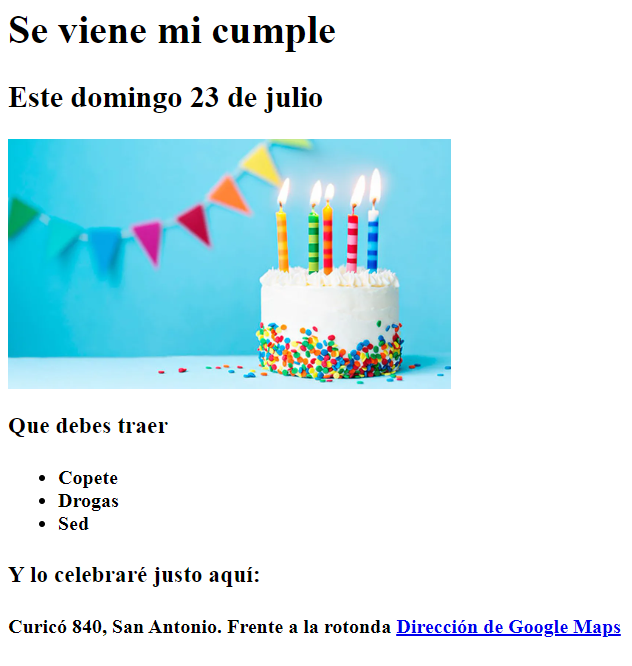 Se viene mi cumple
Este domingo 23 de julio
Que debes traer
Copete
Drogas
Sed
Y lo celebraré justo aquí:
Curicó 840, San Antonio. Frente a la rotonda Dirección de Google Maps